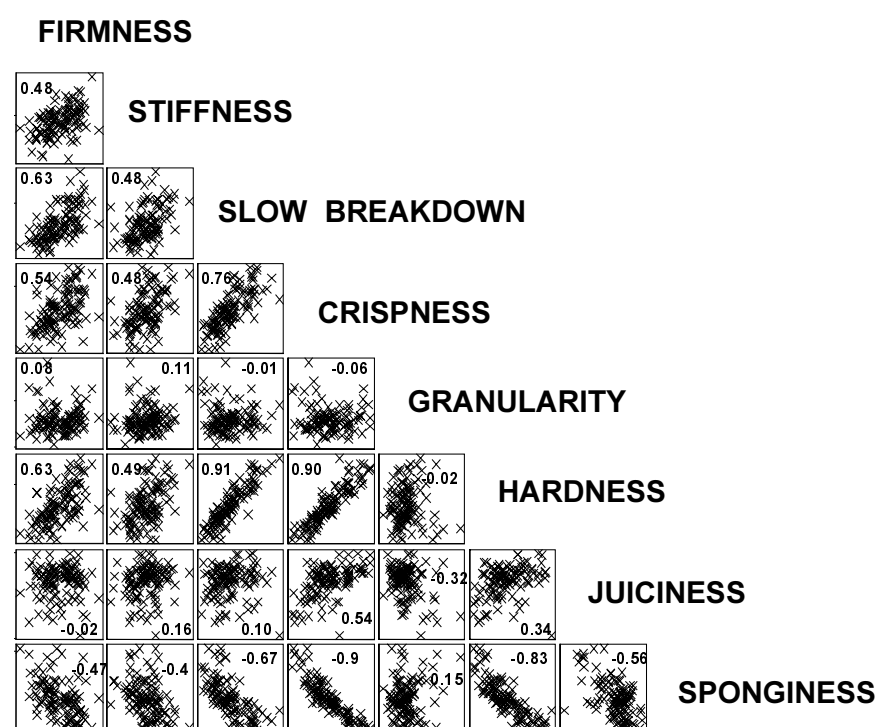 FIRMNESS
0.48
STIFFNESS
0.63 0.48
SLOW BREAKDOWN
0.54 0.48 0.76
CRISPNESS
0.08 0.11 -0.01 -0.06
GRANULARITY
0.63 0.49 0.91 0.90 -0.02
HARDNESS
-0.02 0.16 0.10 0.54 -0.32 0.34
JUICINESS
-0.47 -0.4 -0.67 -0.9 0.15 -0.83 -0.56
SPONGINESS